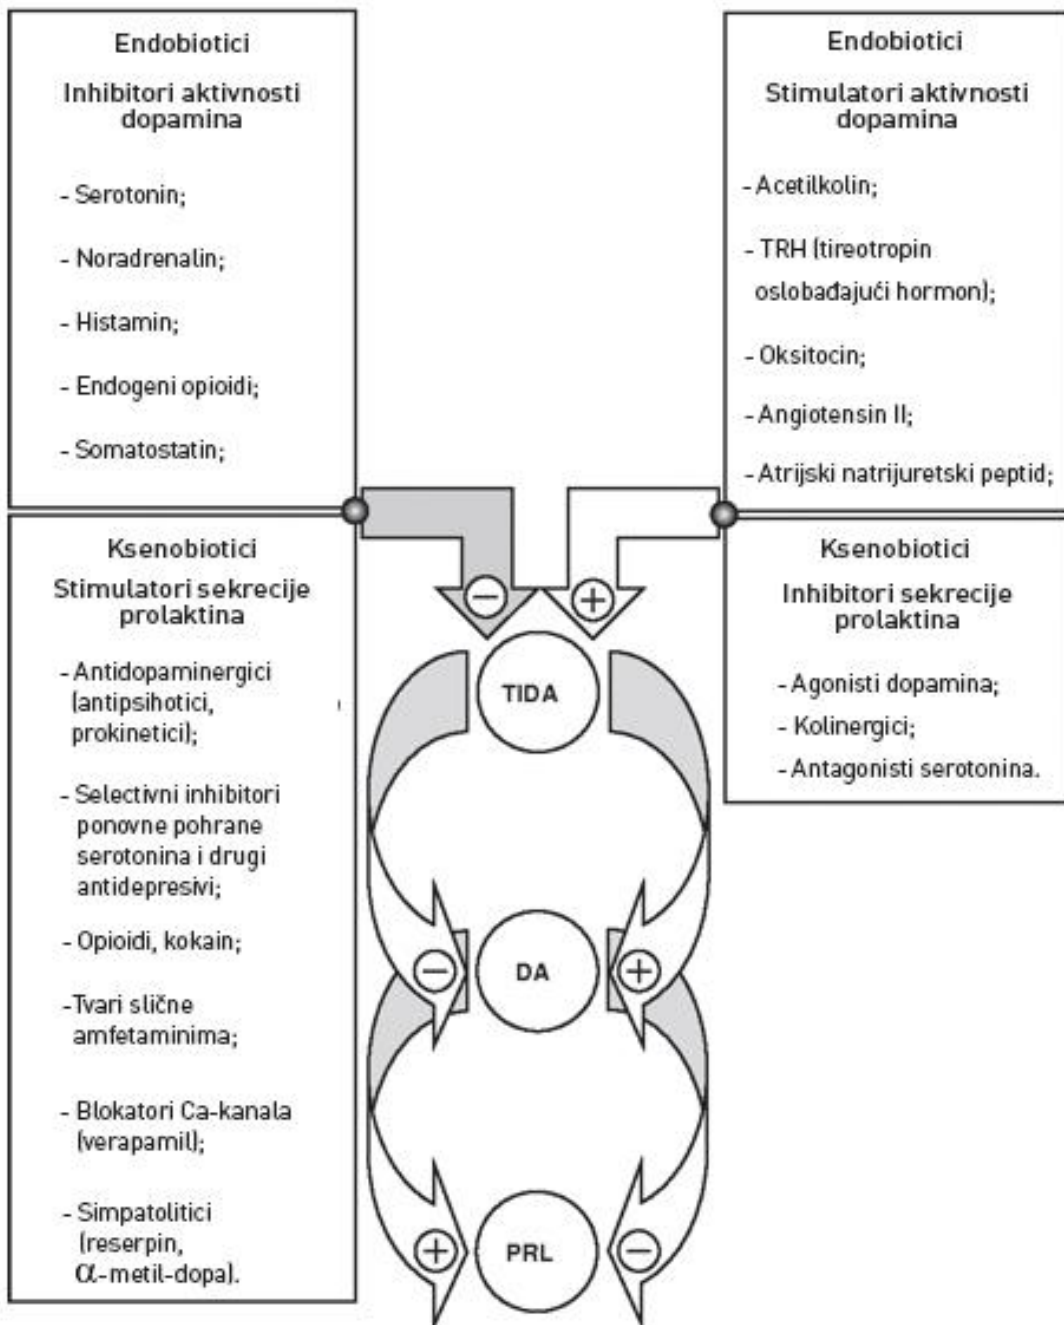 Endobiotici
Inhibitori aktivnosti
dopamina
- Serotonin;
- Noradrenalin;
- Histamin;
- Endogeni opioidi;
- Somatostatin;
Ksenobiotici
Stimulatori sekrecije
prolaktina
- Antidopaminergici
(antipsihotici,
prokinetici);
- Selectivni inhibitori
ponovne pohrane
serotonina i drugi
antidepresivi;
- Opioidi, kokain;
-Tvari slične
amfetaminima;
- Blokatori Ca-kanala
(verapamil);
- Simpatolitici
(reserpin,
α-metil-dopa).
Endobiotici
Stimulatori aktivnosti
dopamina
- Acetilkolin;
- TRH (tireotropin
oslobađajući hormon);
- Oksitocin;
- Angiotensin II;
- Atrijski natrijuretski peptid;
Ksenobiotici
Inhibitori sekrecije
prolaktina
- Agonisti dopamina;
- Kolinergici;
- Antagonisti serotonina.
− +
TIDA
− DA +
+ PRL −